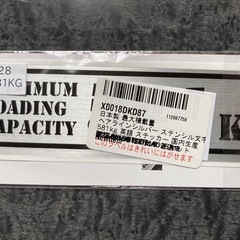 28
81KG
IMUM
OADING
APACITY
K
X0018DKD87
112987758
日本製 最大積載量
ヘアラインシルバー ステンシル文字
581kg 英語 ステッカー 国内生産
このラベルはきれいにはがせます